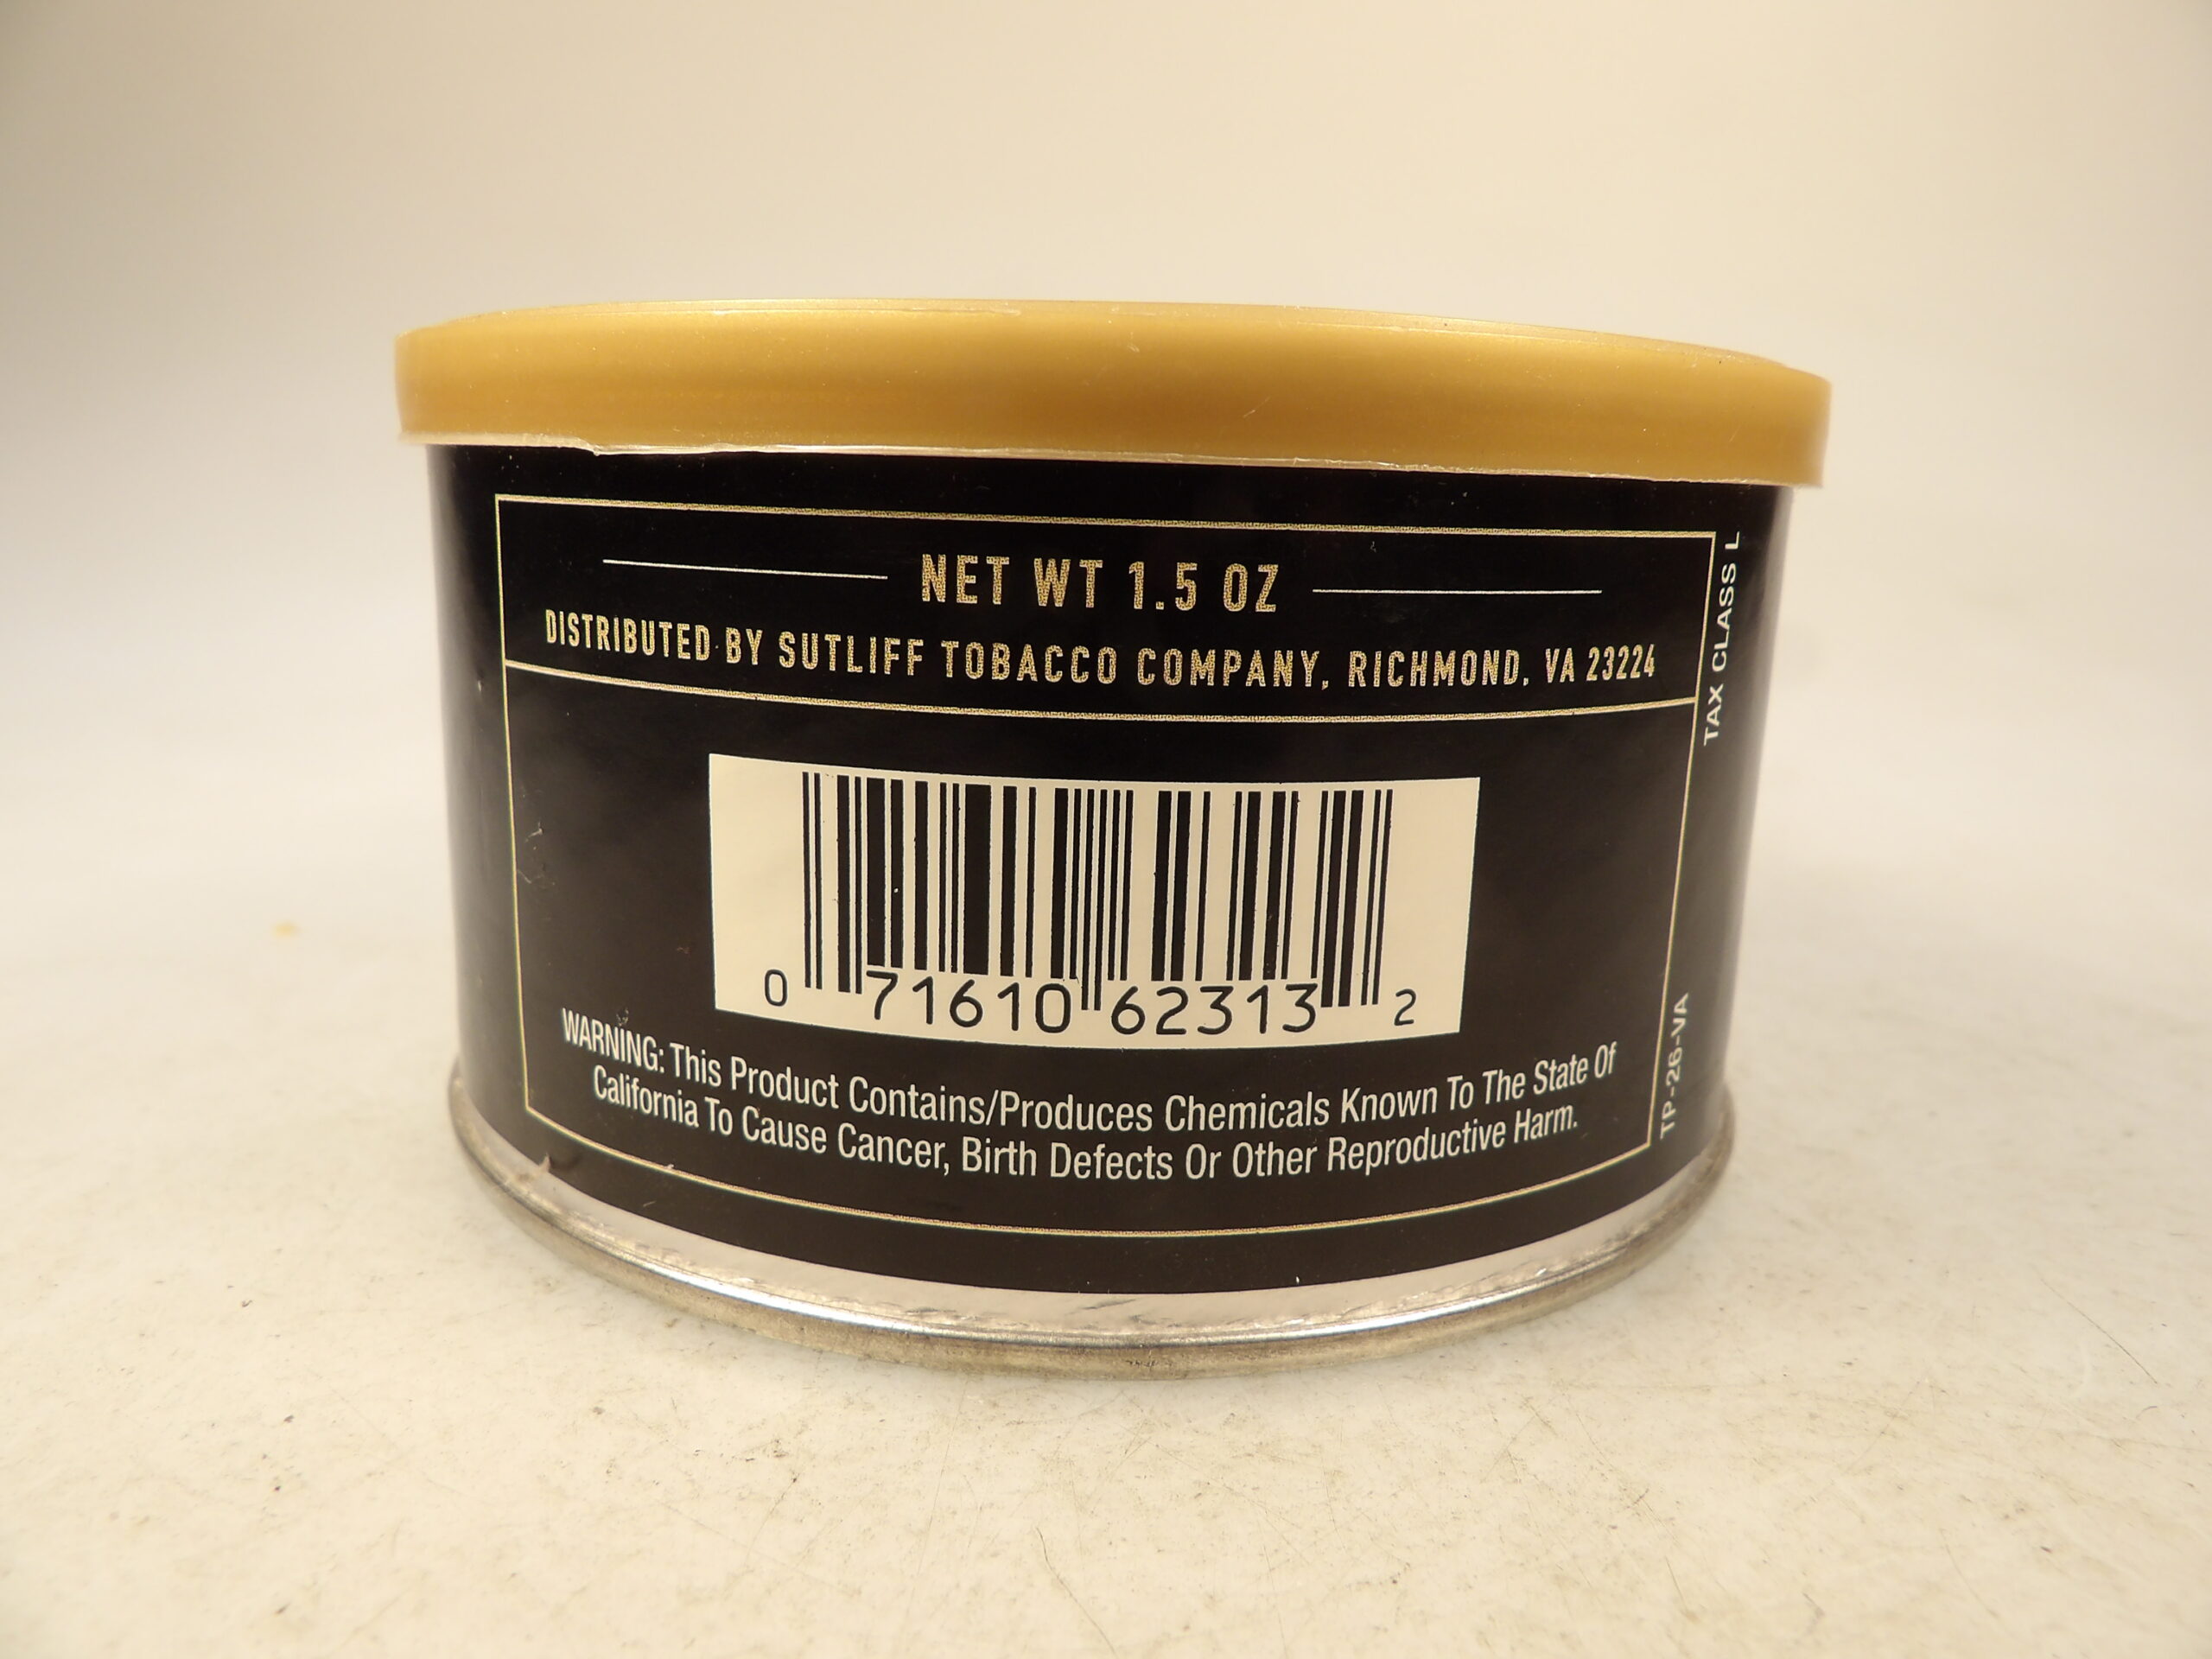 NET WT 1.5 OZ
DISTRIBUTED BY SUTLIFF TOBACCO COMPANY, RICHMOND, VA 23224
0 71610 62313 2
WARNING: This Product Contains/Produces Chemicals Known To The State Of
California To Cause Cancer, Birth Defects Or Other Reproductive Harm.
TAX CLASS L
TP-26-VA